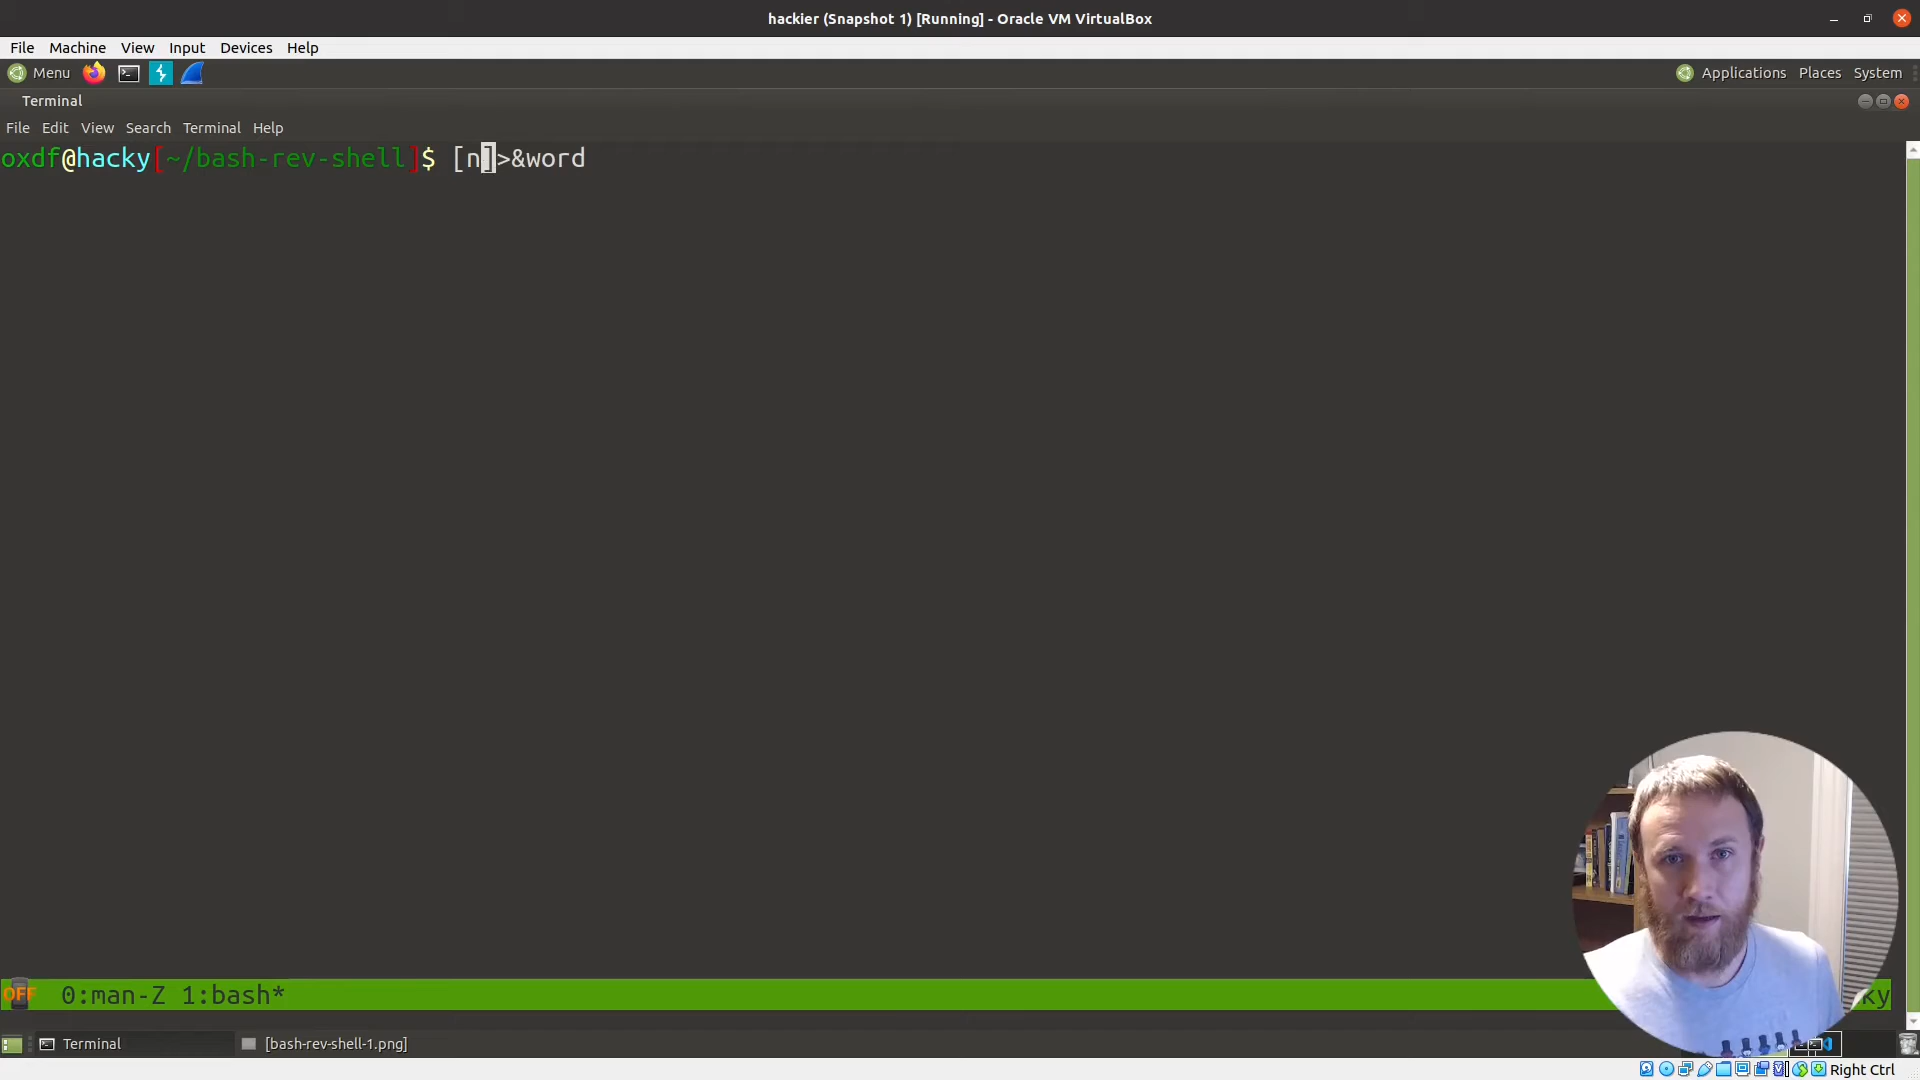 hackier (Snapshot 1) [Running] - Oracle VM VirtualBox
File Machine View Input Devices Help
Menu Applications Places System
Terminal
File Edit View Search Terminal Help
oxdf@hacky[~/bash-rev-shell]$ [n]>&word
OFF 0:man-Z 1:bash* ky
Terminal [bash-rev-shell-1.png]
Right Ctrl